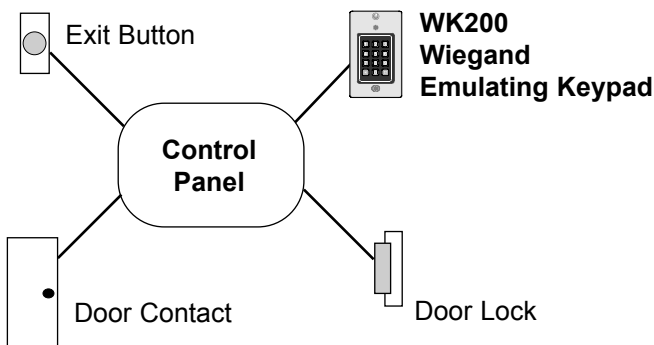 Exit Button
WK200
Wiegand
Emulating Keypad
Control
Panel
Door Contact
Door Lock